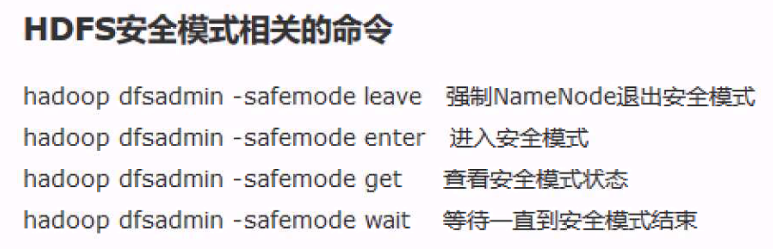 HDFS安全模式相关的命令
hadoop dfsadmin -safemode leave 强制NameNode退出安全模式
hadoop dfsadmin -safemode enter 进入安全模式
hadoop dfsadmin -safemode get 查看安全模式状态
hadoop dfsadmin -safemode wait 等待一直到安全模式结束